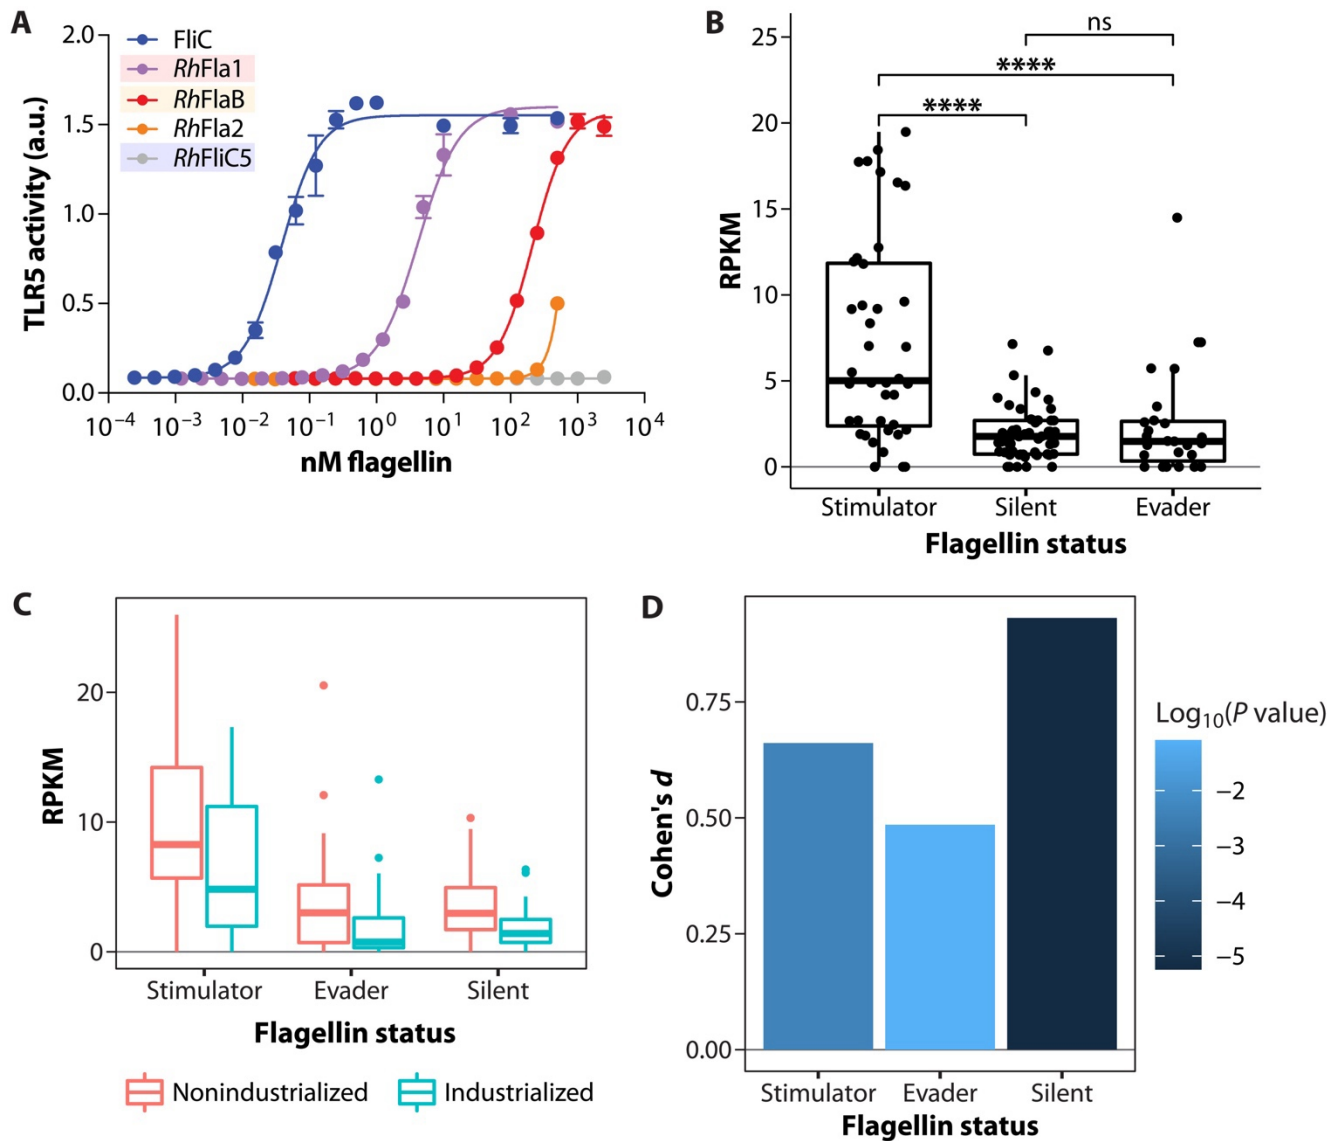 A
2.0
1.5
1.0
0.5
0.0
TLR5 activity (a.u.)
FliC
RhFla1
RhFlaB
RhFla2
RhFliC5
10⁻⁴ 10⁻³ 10⁻² 10⁻¹ 10⁰ 10¹ 10² 10³ 10⁴
nM flagellin
B
25
20
15
10
5
0
RPKM
ns
****
****
Stimulator Silent Evader
Flagellin status
C
20
10
0
RPKM
Stimulator Evader Silent
Flagellin status
Nonindustrialized Industrialized
D
0.75
0.50
0.25
0.00
Cohen's d
Stimulator Evader Silent
Flagellin status
Log₁₀(P value)
−2
−3
−4
−5